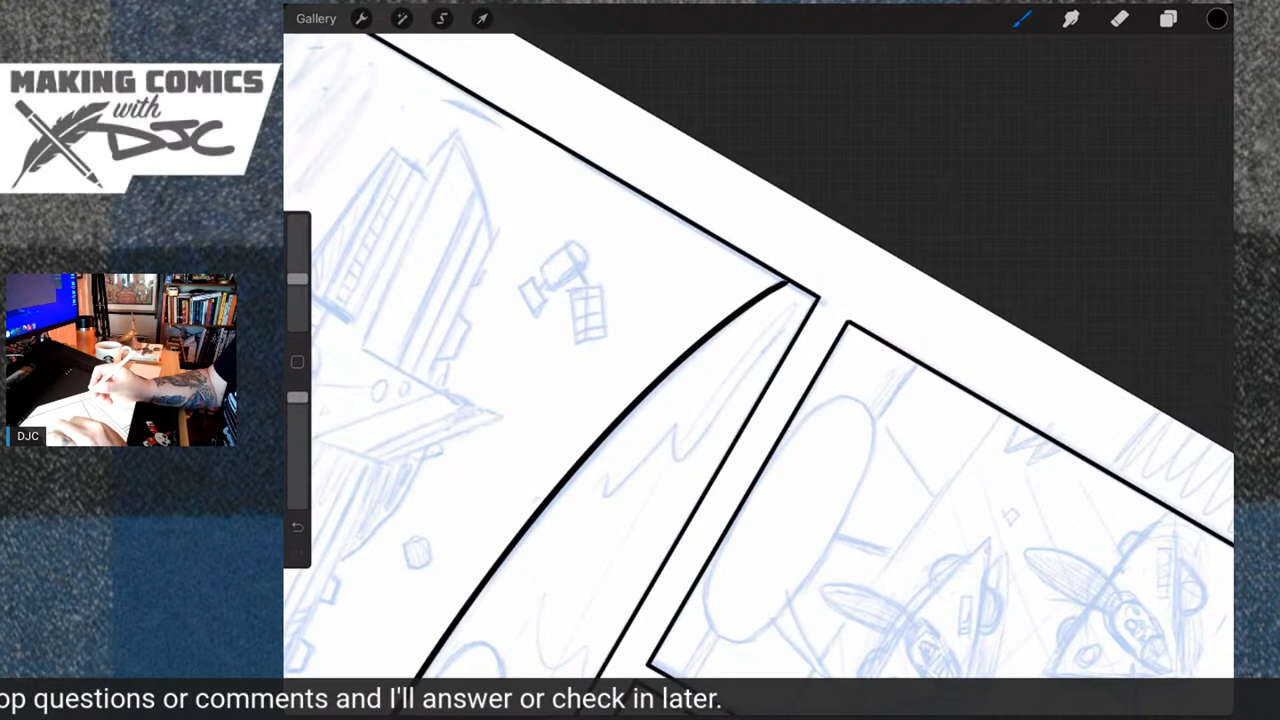 Gallery
MAKING COMICS
with
DJC
DJC
op questions or comments and I'll answer or check in later.